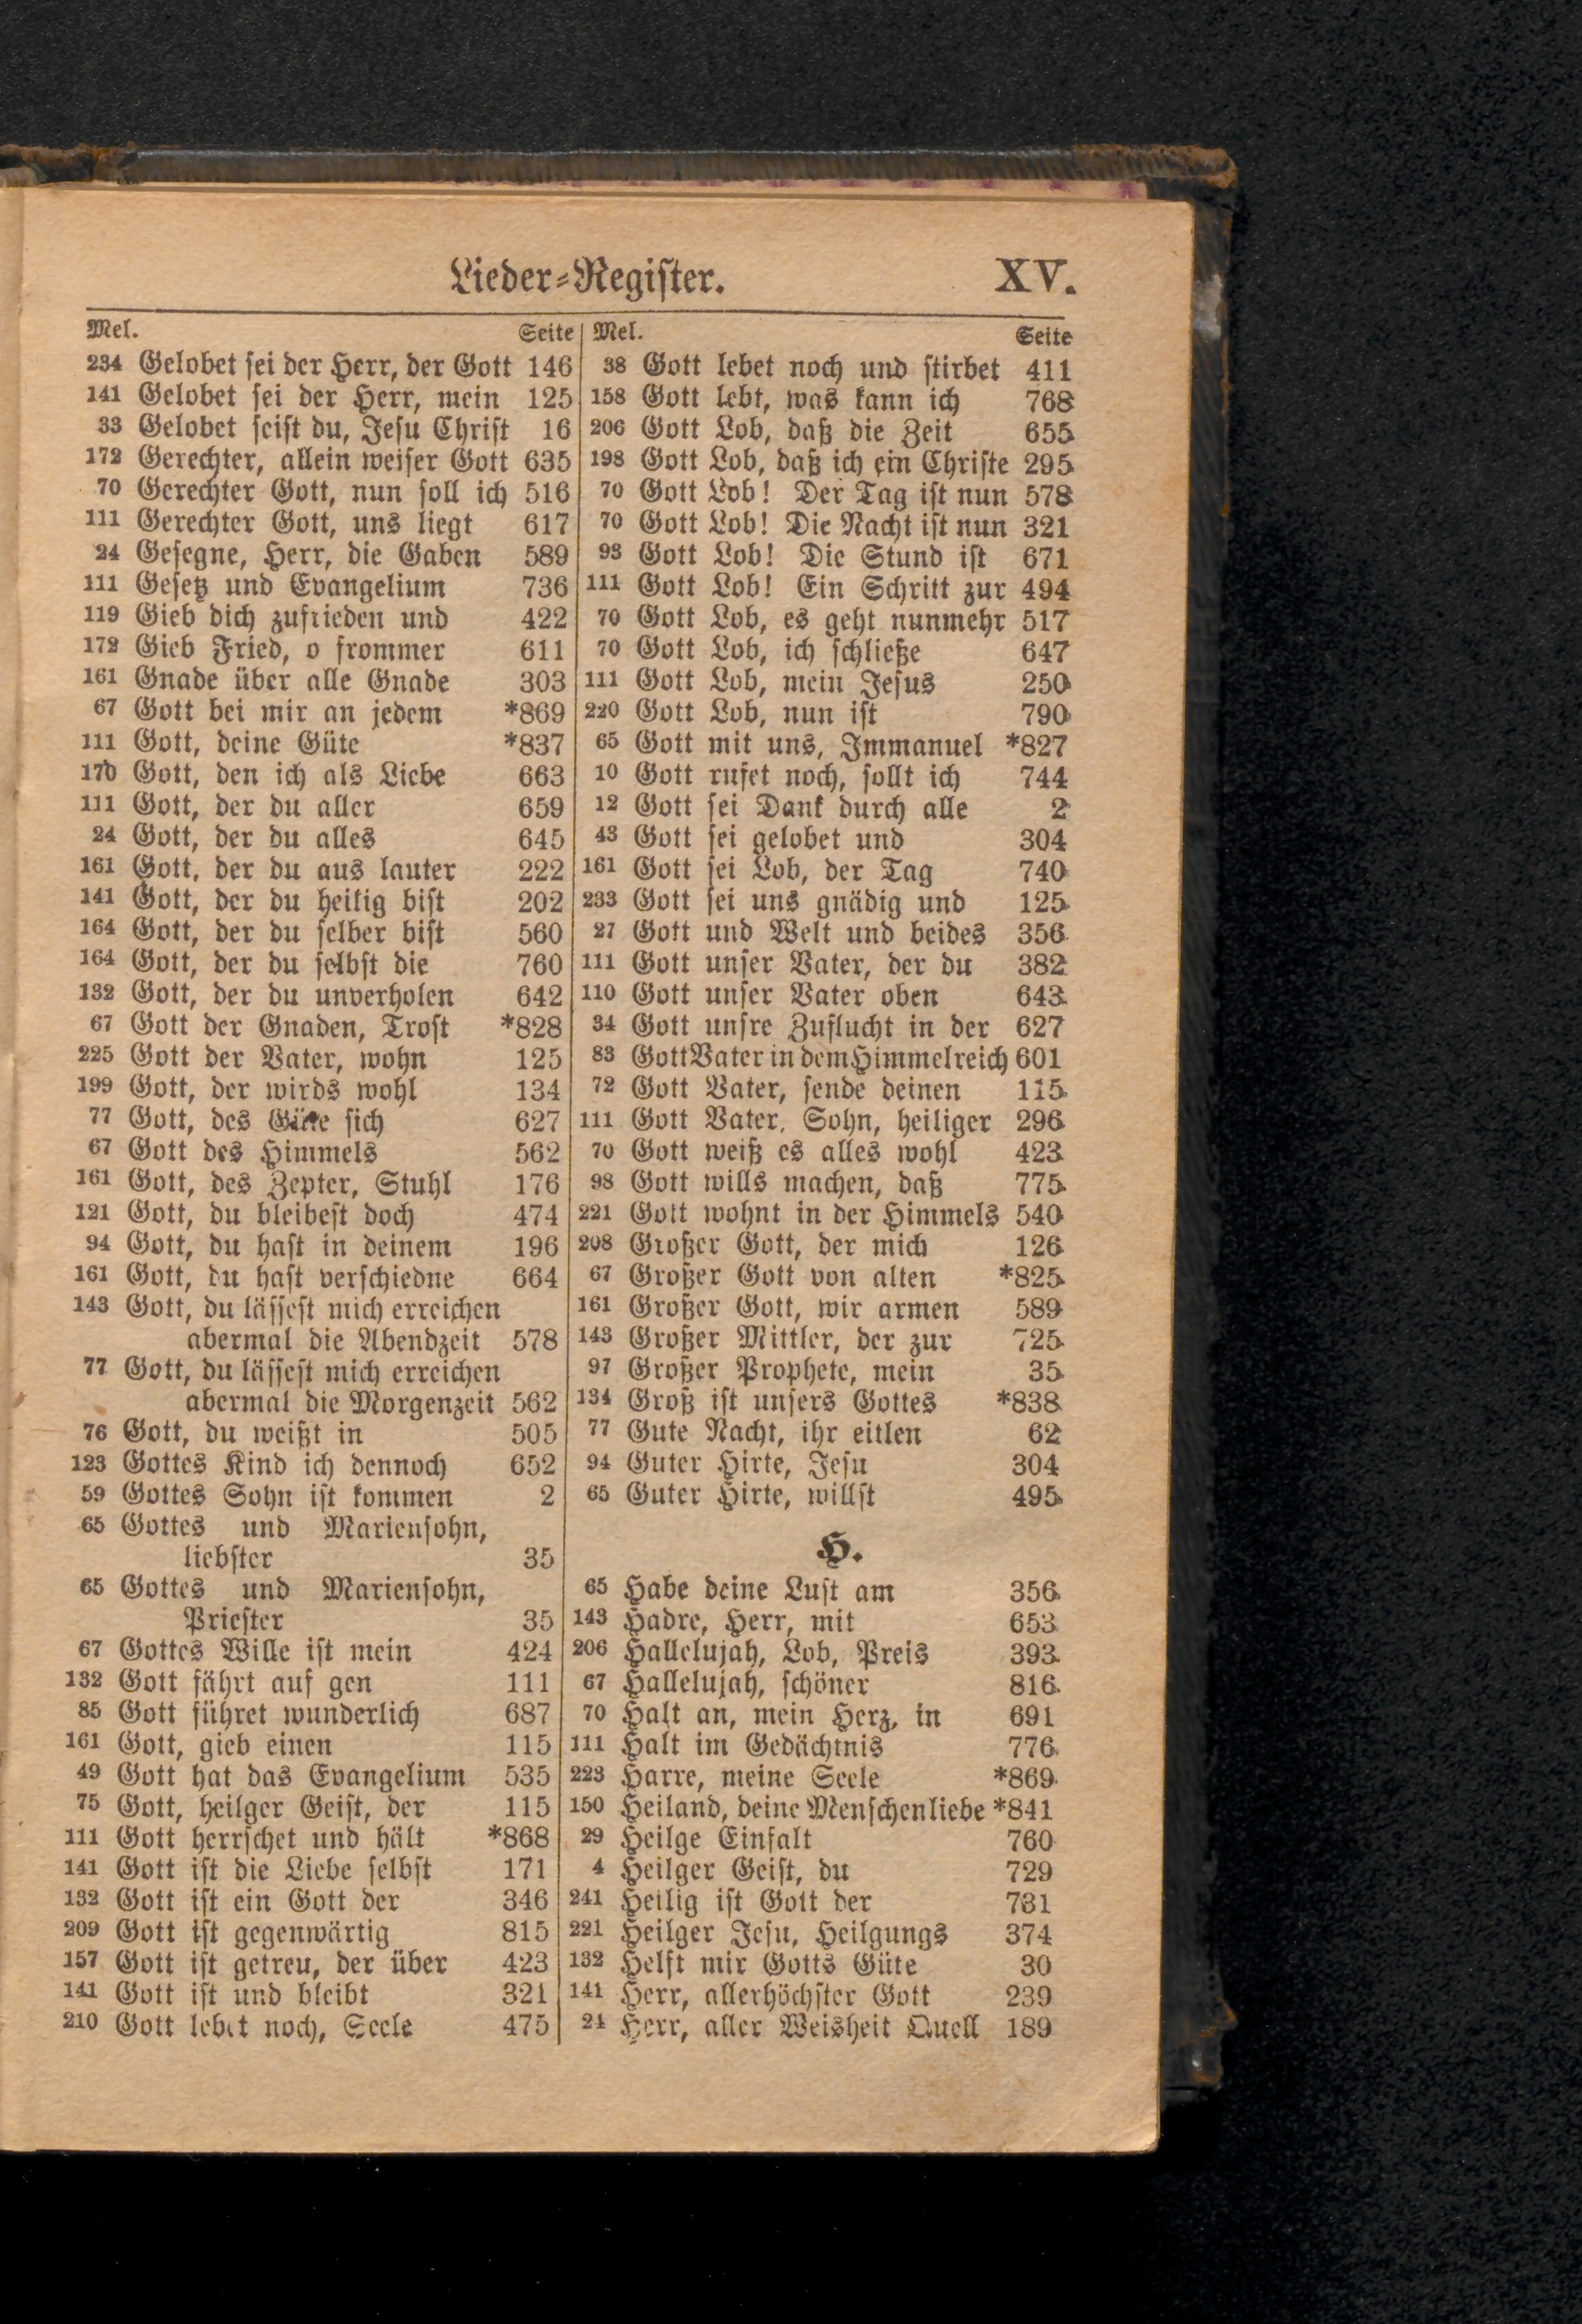 Lieder-Register. XV.
Mel. Seite
234 Gelobet sei der Herr, der Gott 146
141 Gelobet sei der Herr, mein 125
33 Gelobet seist du, Jesu Christ 16
172 Gerechter, allein weiser Gott 635
70 Gerechter Gott, nun soll ich 516
111 Gerechter Gott, uns liegt 617
24 Gesegne, Herr, die Gaben 589
111 Gesetz und Evangelium 736
119 Gieb dich zufrieden und 422
172 Gieb Fried, o frommer 611
161 Gnade über alle Gnade 303
67 Gott bei mir an jedem *869
111 Gott, deine Güte *837
170 Gott, den ich als Liebe 663
111 Gott, der du aller 659
24 Gott, der du alles 645
161 Gott, der du aus lauter 222
141 Gott, der du heilig bist 202
164 Gott, der du selber bist 560
164 Gott, der du selbst die 760
132 Gott, der du unverholen 642
67 Gott der Gnaden, Trost *828
225 Gott der Vater, wohn 125
199 Gott, der wirds wohl 134
77 Gott, des Güte sich 627
67 Gott des Himmels 562
161 Gott, des Zepter, Stuhl 176
121 Gott, du bleibest doch 474
94 Gott, du hast in deinem 196
161 Gott, du hast verschiedne 664
143 Gott, du lässest mich erreichen
abermal die Abendzeit 578
77 Gott, du lässest mich erreichen
abermal die Morgenzeit 562
76 Gott, du weißt in 505
123 Gottes Kind ich dennoch 652
59 Gottes Sohn ist kommen 2
65 Gottes und Mariensohn,
liebster 35
65 Gottes und Mariensohn,
Priester 35
67 Gottes Wille ist mein 424
132 Gott fährt auf gen 111
85 Gott führet wunderlich 687
161 Gott, gieb einen 115
49 Gott hat das Evangelium 535
75 Gott, heilger Geist, der 115
111 Gott herrschet und hält *868
141 Gott ist die Liebe selbst 171
132 Gott ist ein Gott der 346
209 Gott ist gegenwärtig 815
157 Gott ist getreu, der über 423
141 Gott ist und bleibt 321
210 Gott lebet noch, Seele 475
Mel. Seite
38 Gott lebet noch und stirbet 411
158 Gott lebt, was kann ich 768
206 Gott Lob, daß die Zeit 655
198 Gott Lob, daß ich ein Christe 295
70 Gott Lob! Der Tag ist nun 578
70 Gott Lob! Die Nacht ist nun 321
93 Gott Lob! Die Stund ist 671
111 Gott Lob! Ein Schritt zur 494
70 Gott Lob, es geht nunmehr 517
70 Gott Lob, ich schließe 647
111 Gott Lob, mein Jesus 250
220 Gott Lob, nun ist 790
65 Gott mit uns, Immanuel *827
10 Gott rufet noch, sollt ich 744
12 Gott sei Dank durch alle 2
43 Gott sei gelobet und 304
161 Gott sei Lob, der Tag 740
233 Gott sei uns gnädig und 125
27 Gott und Welt und beides 356
111 Gott unser Vater, der du 382
110 Gott unser Vater oben 643
34 Gott unsre Zuflucht in der 627
83 Gott Vater in dem Himmelreich 601
72 Gott Vater, sende deinen 115
111 Gott Vater, Sohn, heiliger 296
70 Gott weiß es alles wohl 423
98 Gott wills machen, daß 775
221 Gott wohnt in der Himmels 540
208 Großer Gott, der mich 126
67 Großer Gott von alten *825
161 Großer Gott, wir armen 589
143 Großer Mittler, der zur 725
97 Großer Prophete, mein 35
134 Groß ist unsers Gottes *838
77 Gute Nacht, ihr eitlen 62
94 Guter Hirte, Jesu 304
65 Guter Hirte, willst 495
H.
65 Habe deine Lust am 356
143 Hadre, Herr, mit 653
206 Hallelujah, Lob, Preis 393
67 Hallelujah, schöner 816
70 Halt an, mein Herz, in 691
111 Halt im Gedächtnis 776
223 Harre, meine Seele *869
150 Heiland, deine Menschenliebe *841
29 Heilge Einfalt 760
4 Heilger Geist, du 729
241 Heilig ist Gott der 731
221 Heilger Jesu, Heilgungs 374
132 Helft mir Gotts Güte 30
141 Herr, allerhöchster Gott 239
24 Herr, aller Weisheit Quell 189